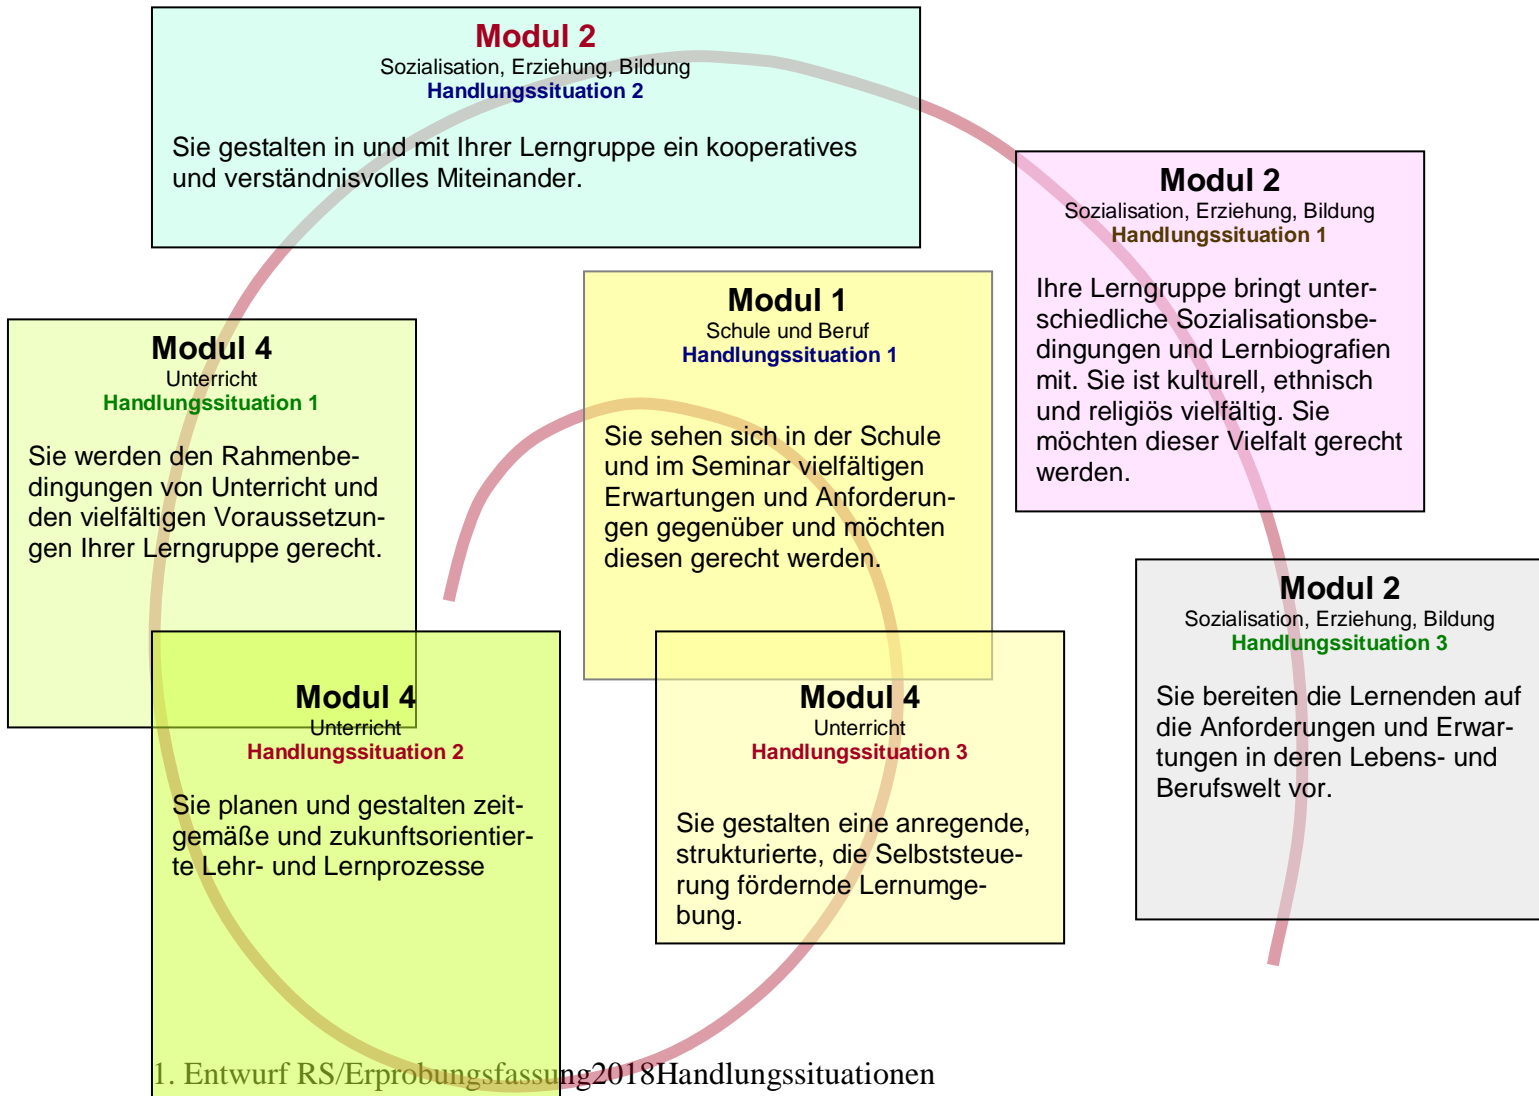 Modul 2
Sozialisation, Erziehung, Bildung
Handlungssituation 2
Sie gestalten in und mit Ihrer Lerngruppe ein kooperatives
und verständnisvolles Miteinander.
Modul 2
Sozialisation, Erziehung, Bildung
Handlungssituation 1
Ihre Lerngruppe bringt unter-
schiedliche Sozialisationsbe-
dingungen und Lernbiografien
mit. Sie ist kulturell, ethnisch
und religiös vielfältig. Sie
möchten dieser Vielfalt gerecht
werden.
Modul 1
Schule und Beruf
Handlungssituation 1
Sie sehen sich in der Schule
und im Seminar vielfältigen
Erwartungen und Anforderun-
gen gegenüber und möchten
diesen gerecht werden.
Modul 4
Unterricht
Handlungssituation 1
Sie werden den Rahmenbe-
dingungen von Unterricht und
den vielfältigen Voraussetzun-
gen Ihrer Lerngruppe gerecht.
Modul 2
Sozialisation, Erziehung, Bildung
Handlungssituation 3
Sie bereiten die Lernenden auf
die Anforderungen und Erwar-
tungen in deren Lebens- und
Berufswelt vor.
Modul 4
Unterricht
Handlungssituation 2
Sie planen und gestalten zeit-
gemäße und zukunftsorientier-
te Lehr- und Lernprozesse
Modul 4
Unterricht
Handlungssituation 3
Sie gestalten eine anregende,
strukturierte, die Selbststeue-
rung fördernde Lernumge-
bung.
1. Entwurf RS/Erprobungsfassung2018Handlungssituationen